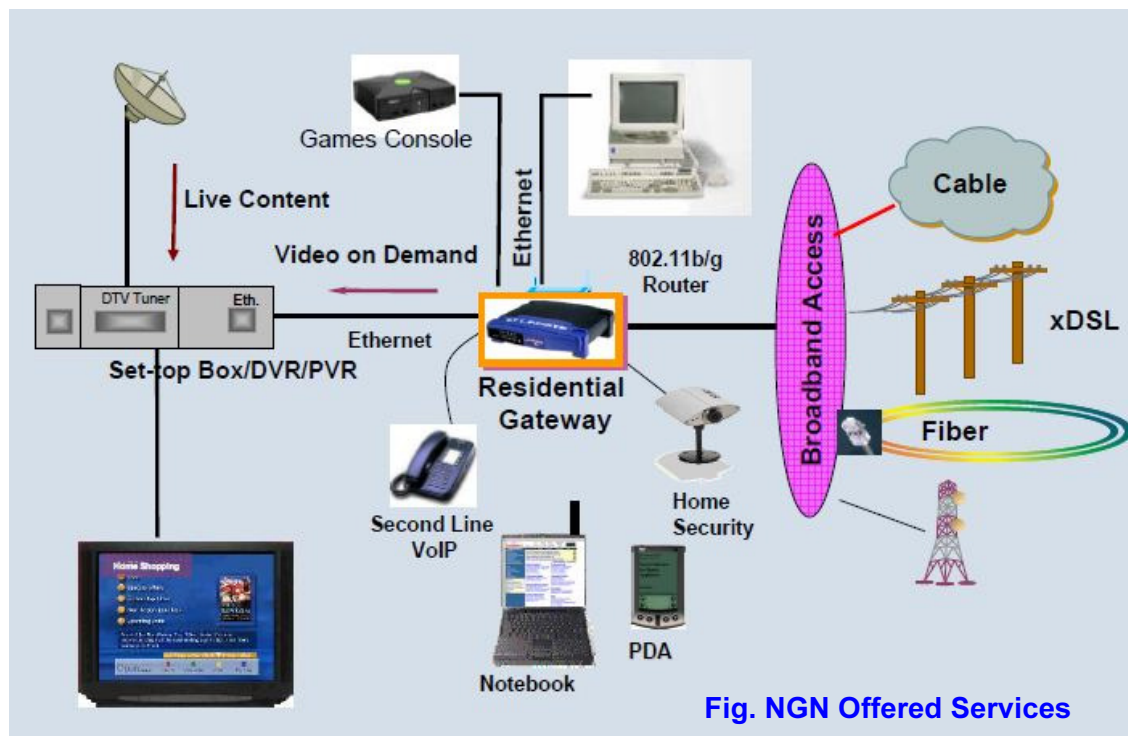 Games Console
Live Content
Ethernet
Cable
Video on Demand
802.11b/g
Router
Broadband Access
DTV Tuner
Eth.
Ethernet
xDSL
Set-top Box/DVR/PVR
Residential
Gateway
Fiber
Home
Security
Second Line
VoIP
Home Shopping
PDA
Notebook
Fig. NGN Offered Services